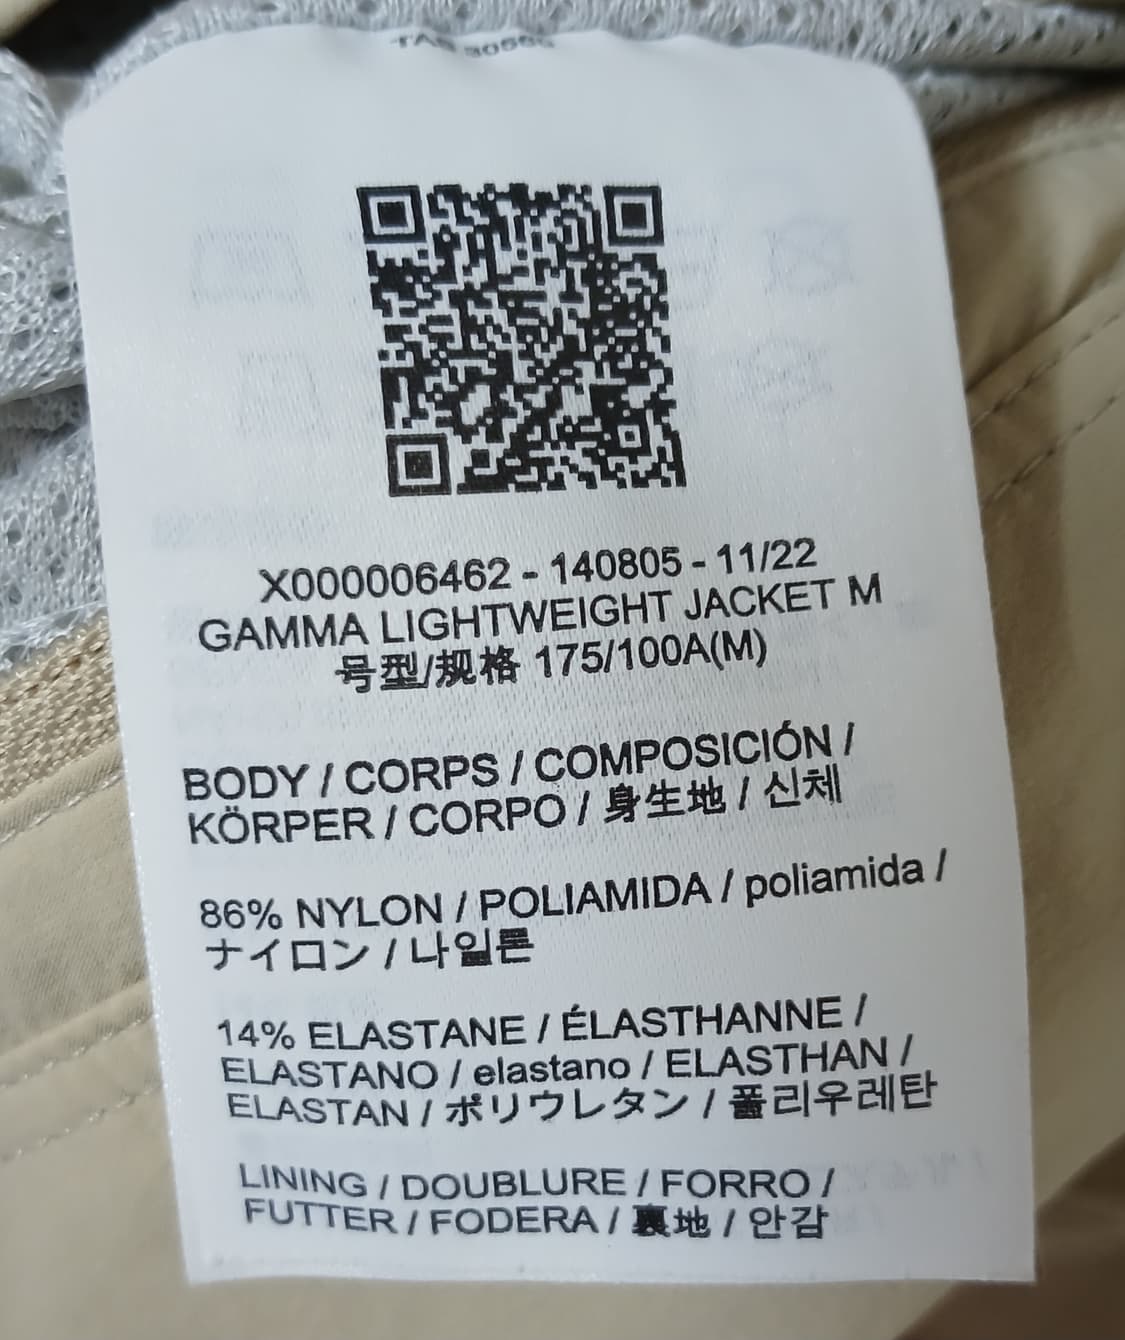 X000006462 - 140805 - 11/22
GAMMA LIGHTWEIGHT JACKET M
号型/规格 175/100A(M)
BODY / CORPS / COMPOSICIÓN /
KÖRPER / CORPO / 身生地 / 신체
86% NYLON / POLIAMIDA / poliamida /
ナイロン / 나일론
14% ELASTANE / ÉLASTHANNE /
ELASTANO / elastano / ELASTHAN /
ELASTAN / ポリウレタン / 폴리우레탄
LINING / DOUBLURE / FORRO /
FUTTER / FODERA / 裏地 / 안감